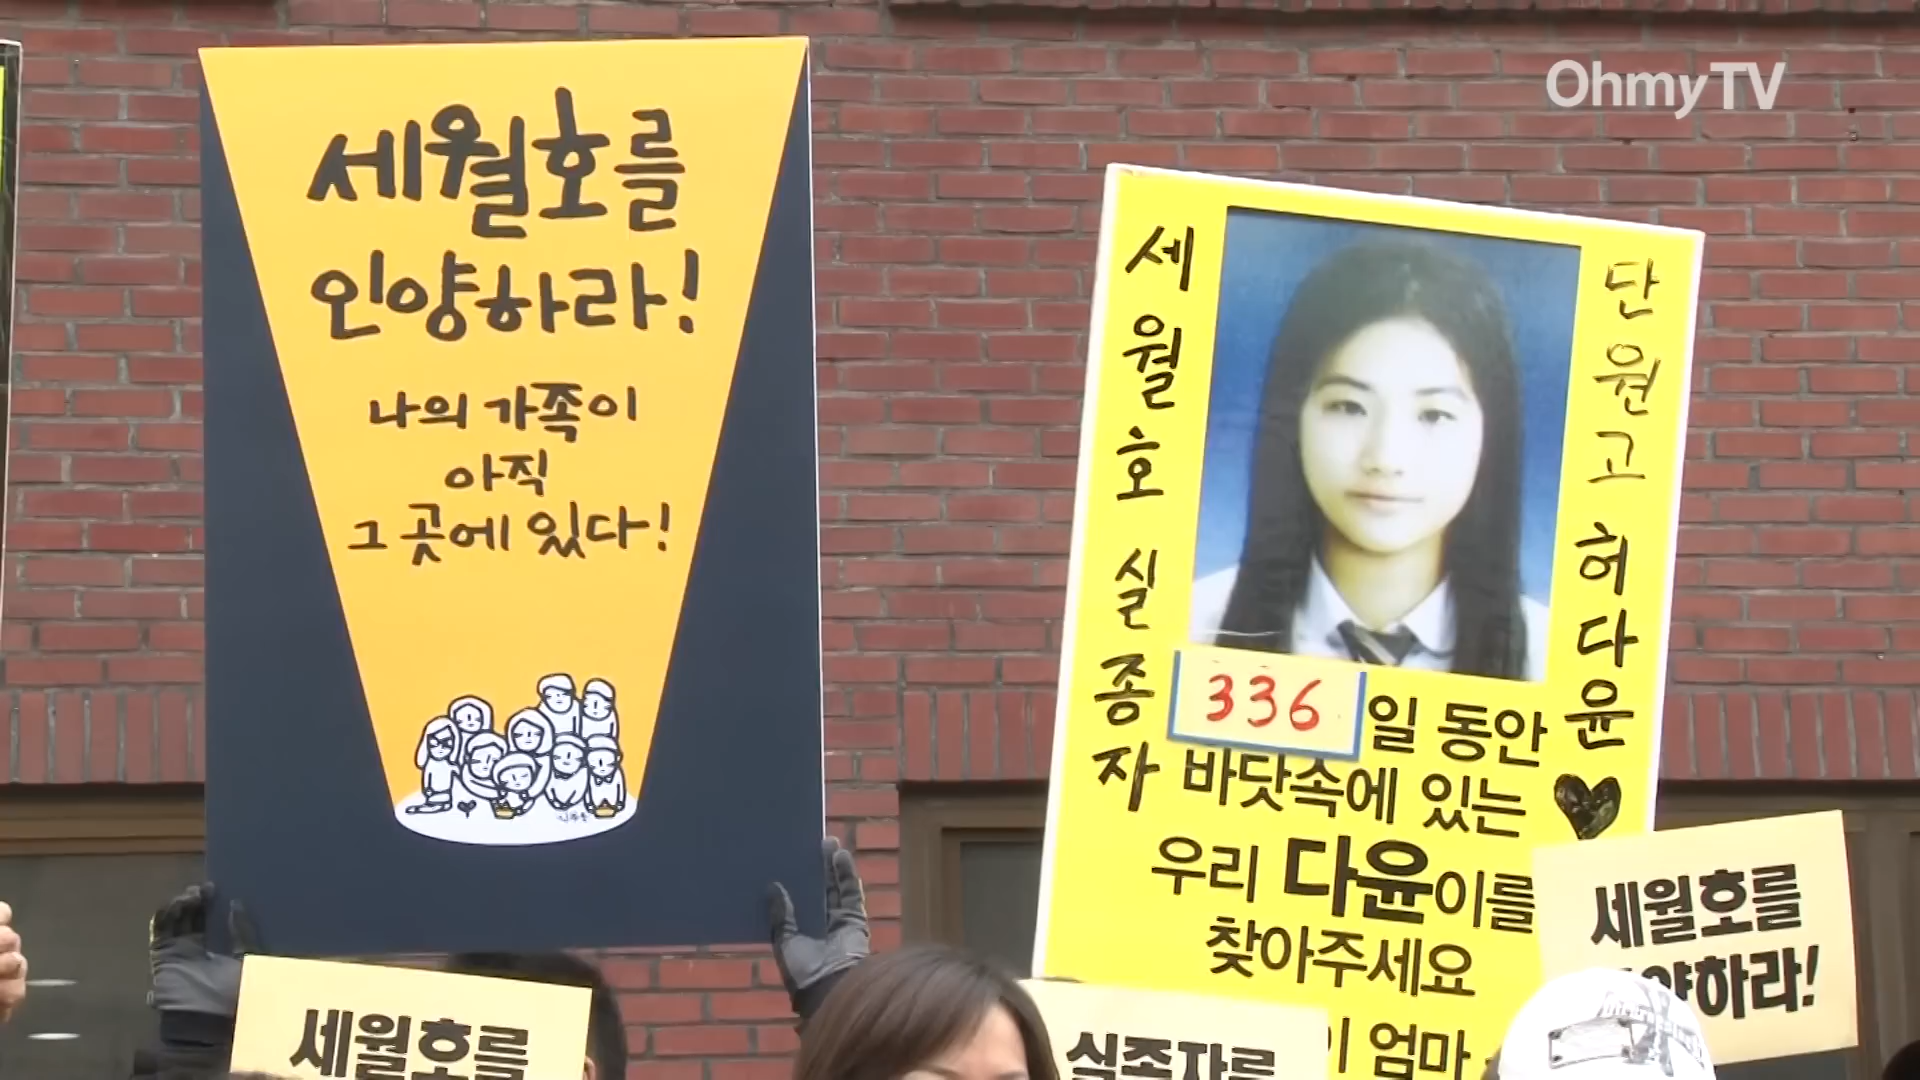 OhmyTV
세월호를
인양하라!
나의 가족이
아직
그 곳에 있다!
세월호 실종자
단원고 허다윤
336 일 동안
바닷속에 있는
우리 다윤이를
찾아주세요
엄마
세월호를
양하라!
세월호를
실종자를